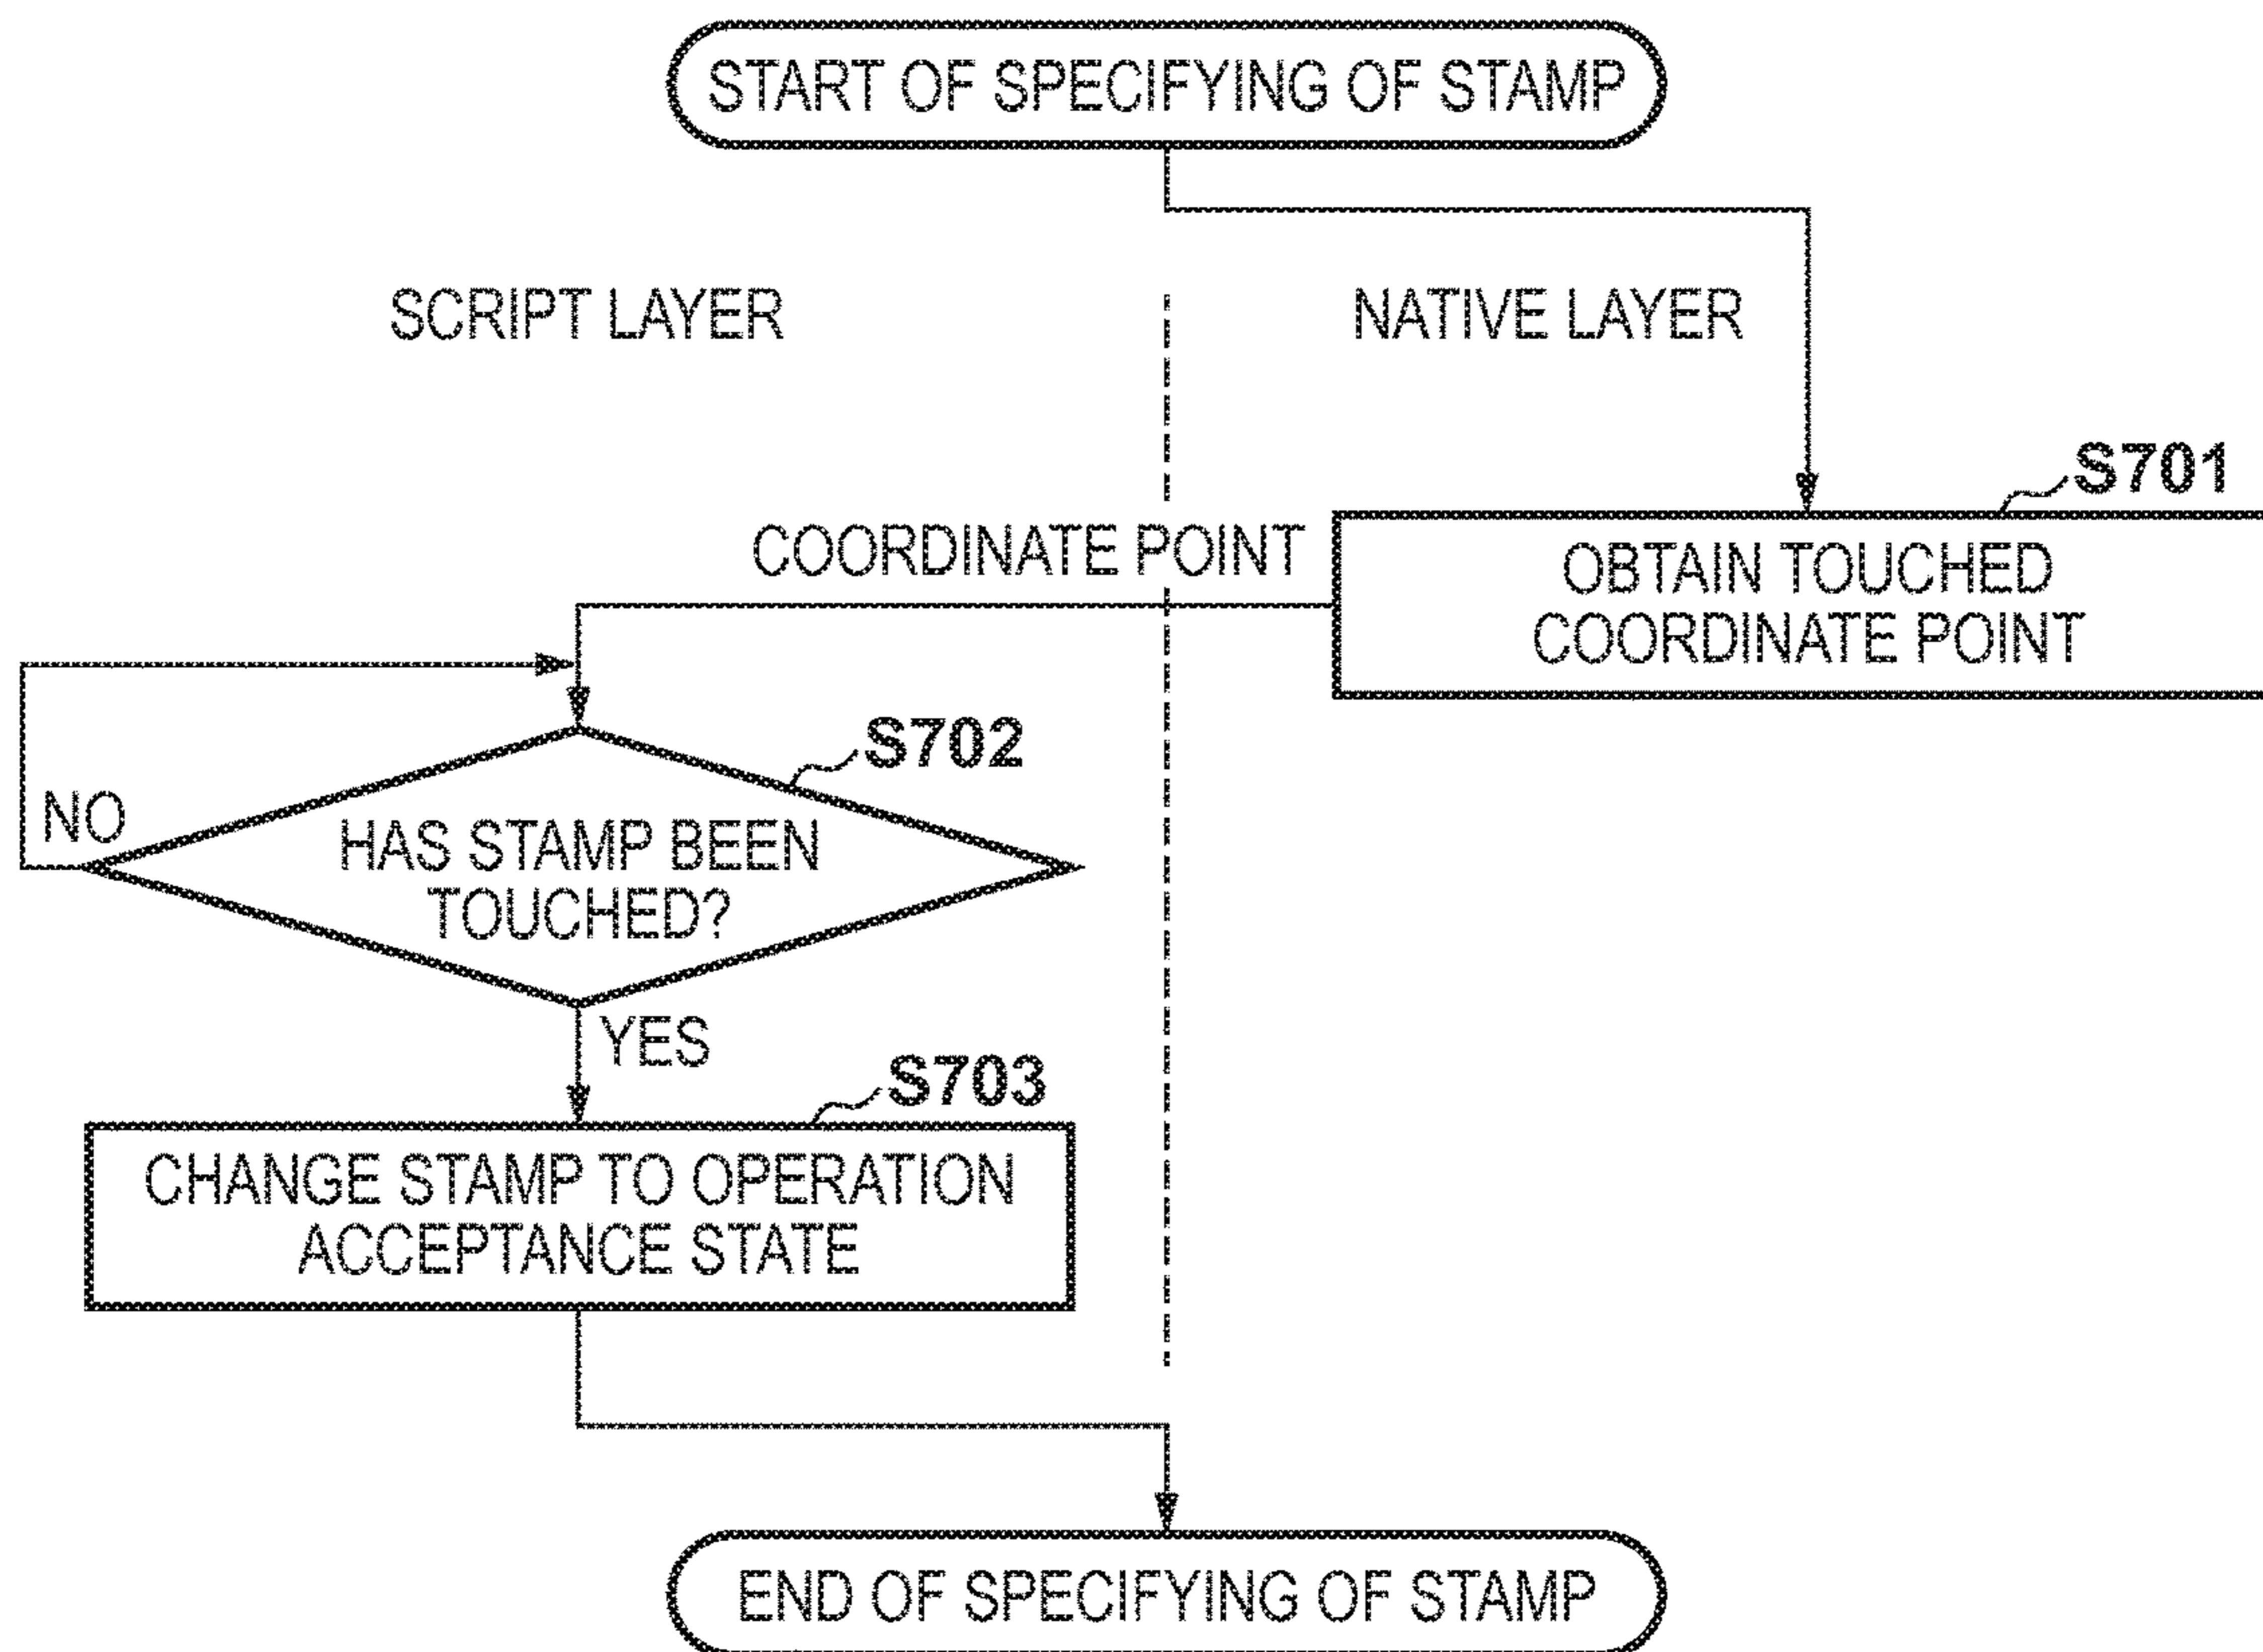 START OF SPECIFYING OF STAMP
SCRIPT LAYER
NATIVE LAYER
S701
COORDINATE POINT
OBTAIN TOUCHED
COORDINATE POINT
S702
NO
HAS STAMP BEEN
TOUCHED?
YES
S703
CHANGE STAMP TO OPERATION
ACCEPTANCE STATE
END OF SPECIFYING OF STAMP